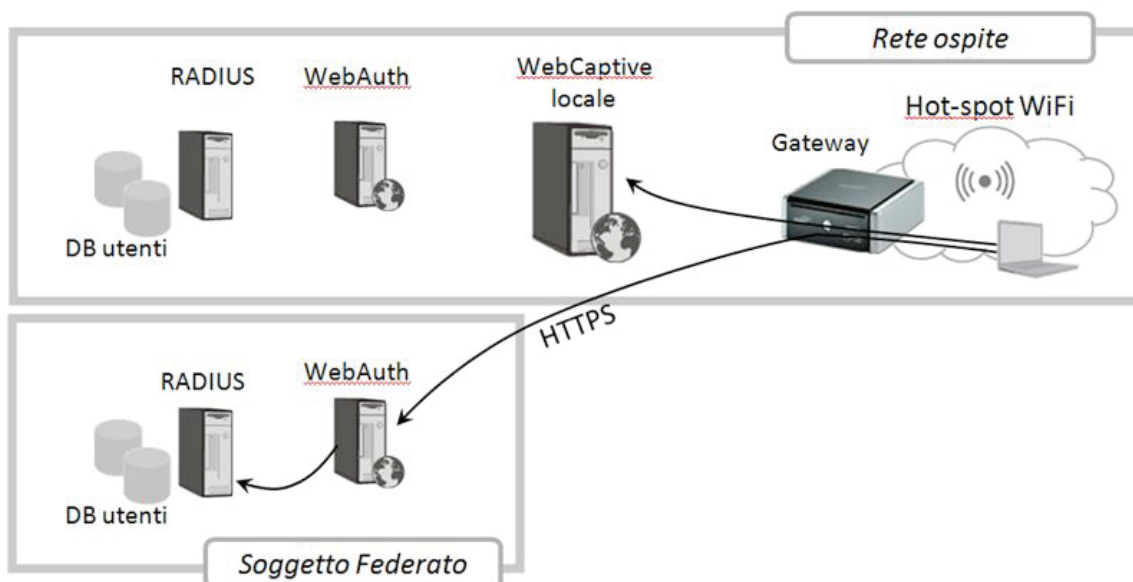 Rete ospite
RADIUS
WebAuth
WebCaptive
locale
Hot-spot WiFi
Gateway
DB utenti
HTTPS
RADIUS
WebAuth
DB utenti
Soggetto Federato